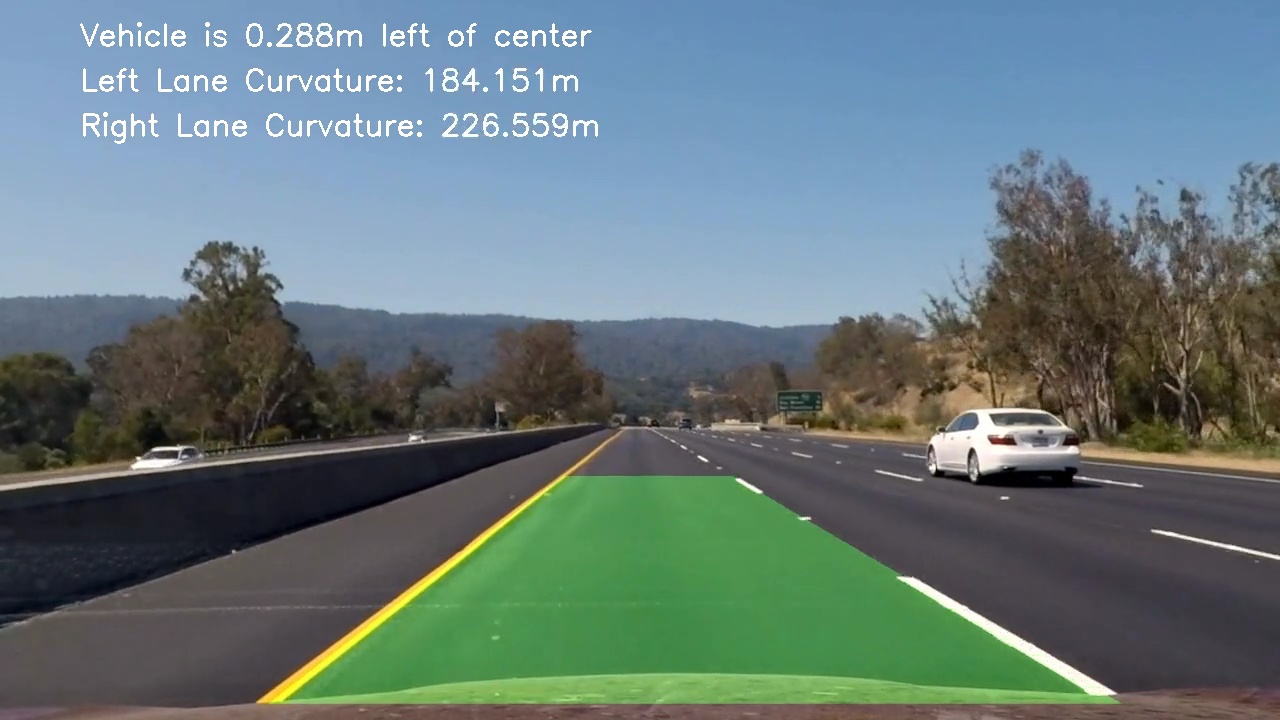 Vehicle is 0.288m left of center
Left Lane Curvature: 184.151m
Right Lane Curvature: 226.559m